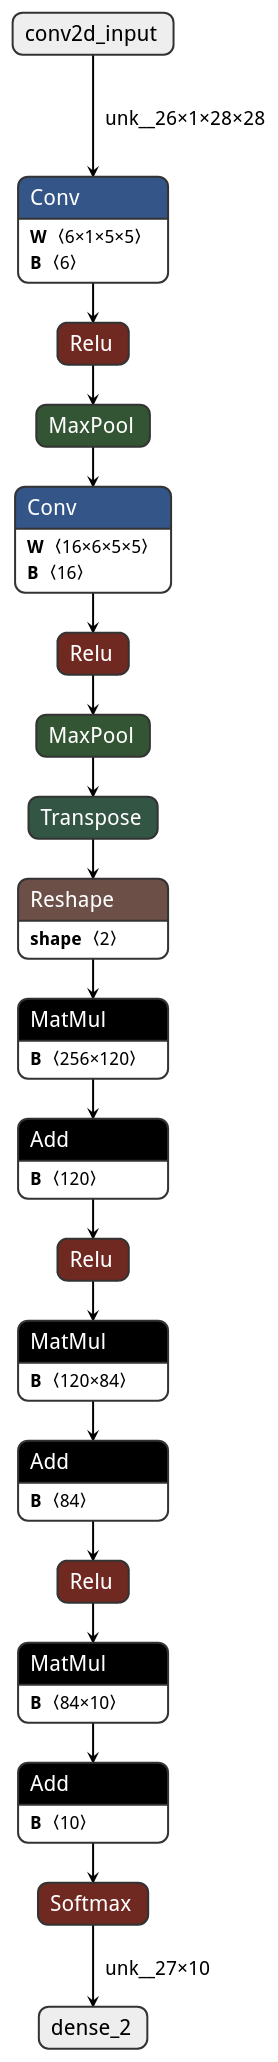 conv2d_input
unk__26×1×28×28
Conv
W ⟨6×1×5×5⟩
B ⟨6⟩
Relu
MaxPool
Conv
W ⟨16×6×5×5⟩
B ⟨16⟩
Relu
MaxPool
Transpose
Reshape
shape ⟨2⟩
MatMul
B ⟨256×120⟩
Add
B ⟨120⟩
Relu
MatMul
B ⟨120×84⟩
Add
B ⟨84⟩
Relu
MatMul
B ⟨84×10⟩
Add
B ⟨10⟩
Softmax
unk__27×10
dense_2